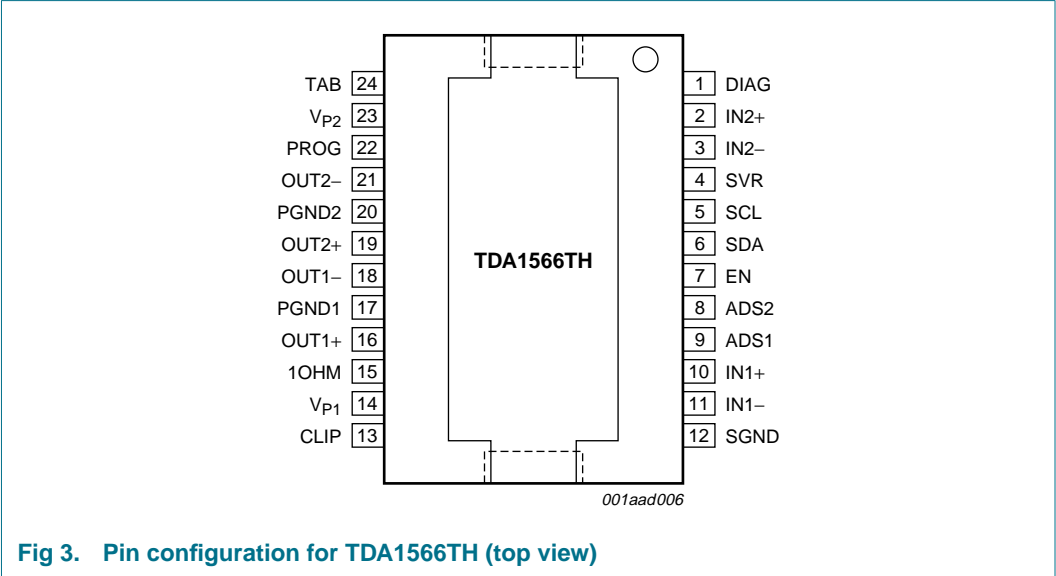 TAB 24 1 DIAG
VP2 23 2 IN2+
PROG 22 3 IN2−
OUT2− 21 4 SVR
PGND2 20 5 SCL
OUT2+ 19 6 SDA
OUT1− 18 7 EN
PGND1 17 8 ADS2
OUT1+ 16 9 ADS1
1OHM 15 10 IN1+
VP1 14 11 IN1−
CLIP 13 12 SGND
TDA1566TH
001aad006
Fig 3. Pin configuration for TDA1566TH (top view)